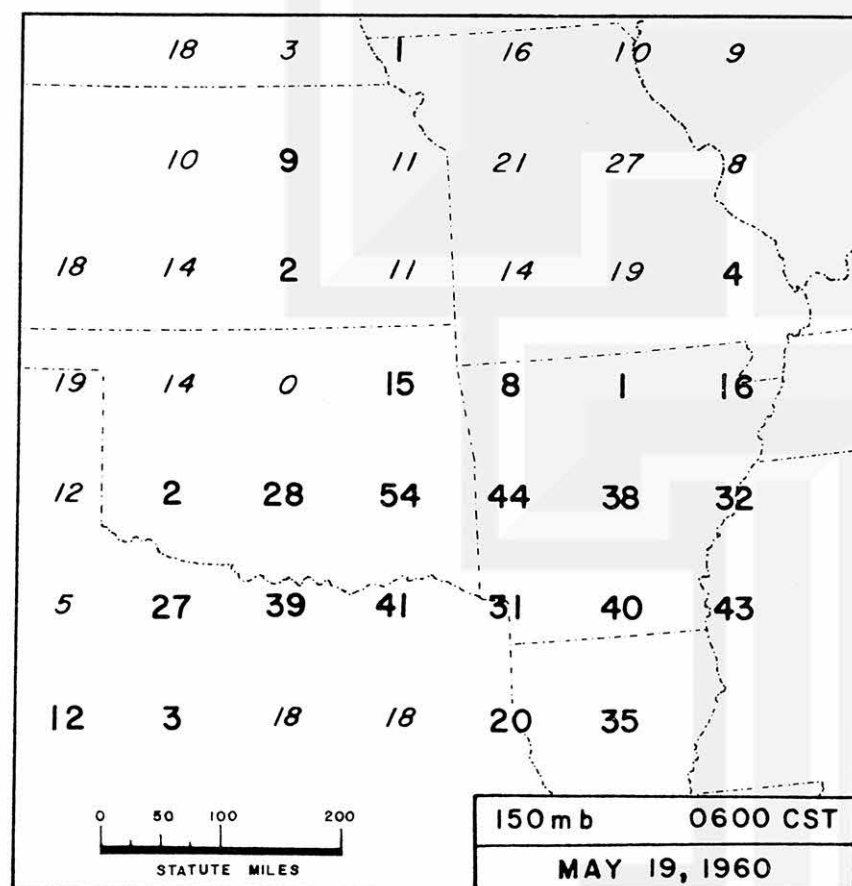 18 3 1 16 10 9
10 9 11 21 27 8
18 14 2 11 14 19 4
19 14 0 15 8 1 16
12 2 28 54 44 38 32
5 27 39 41 31 40 43
12 3 18 18 20 35
0 50 100 200
STATUTE MILES
150mb 0600 CST
MAY 19, 1960